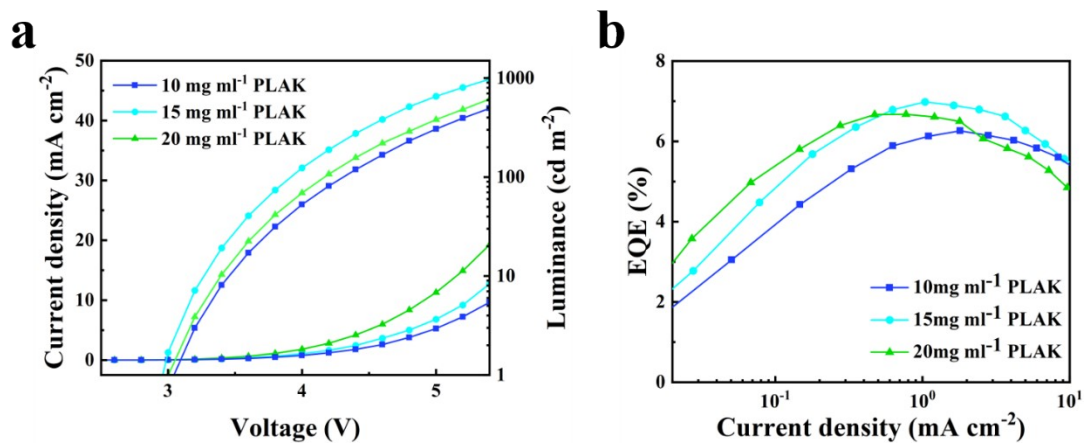 a
Current density (mA cm⁻²)
50
40
30
20
10
0
10 mg ml⁻¹ PLAK
15 mg ml⁻¹ PLAK
20 mg ml⁻¹ PLAK
1000
100
10
1
Luminance (cd m⁻²)
3
4
5
Voltage (V)
b
EQE (%)
8
6
4
2
0
10mg ml⁻¹ PLAK
15mg ml⁻¹ PLAK
20mg ml⁻¹ PLAK
10⁻¹
10⁰
10¹
Current density (mA cm⁻²)